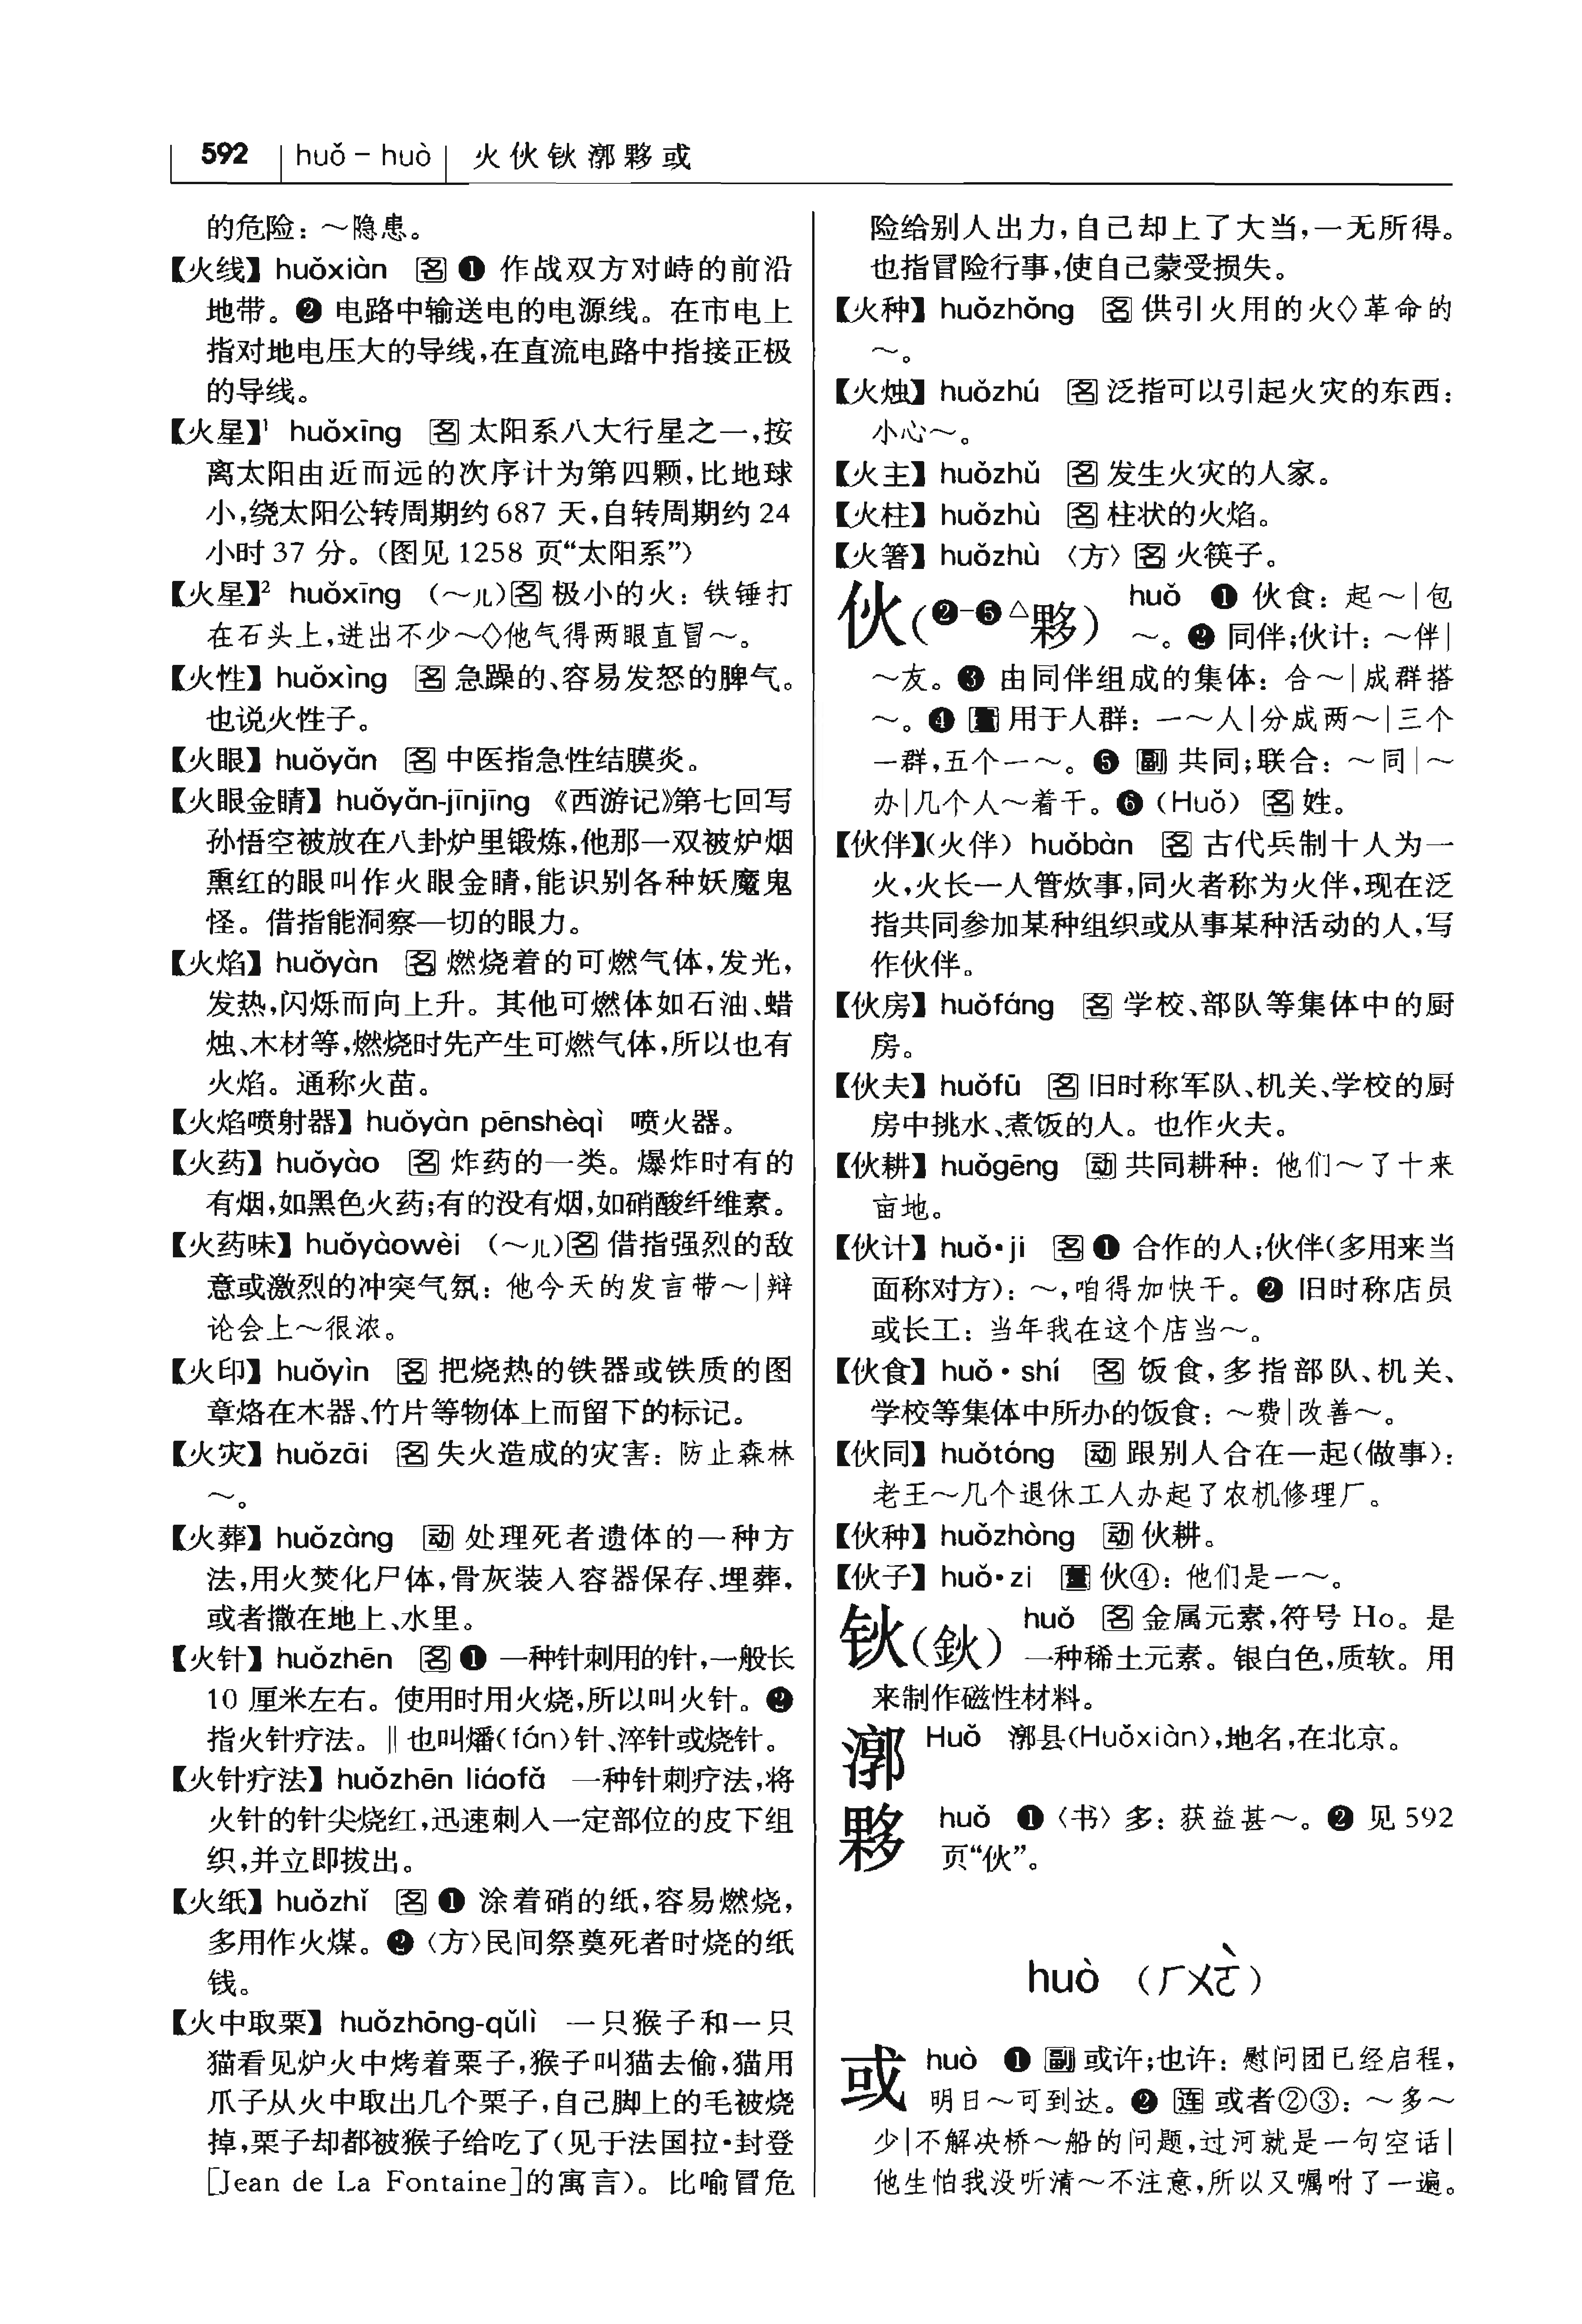 592 huǒ – huò 火伙钬漷夥或
的危险：～隐患。
【火线】huǒxiàn 名 ❶ 作战双方对峙的前沿
地带。❷ 电路中输送电的电源线。在市电上
指对地电压大的导线，在直流电路中指接正极
的导线。
【火星】¹ huǒxīng 名 太阳系八大行星之一，按
离太阳由近而远的次序计为第四颗，比地球
小，绕太阳公转周期约 687 天，自转周期约 24
小时 37 分。（图见 1258 页“太阳系”）
【火星】² huǒxīng （～儿）名 极小的火：铁锤打
在石头上，迸出不少～◇他气得两眼直冒～。
【火性】huǒxìng 名 急躁的、容易发怒的脾气。
也说火性子。
【火眼】huǒyǎn 名 中医指急性结膜炎。
【火眼金睛】huǒyǎn-jīnjīng 《西游记》第七回写
孙悟空被放在八卦炉里锻炼，他那一双被炉烟
熏红的眼叫作火眼金睛，能识别各种妖魔鬼
怪。借指能洞察一切的眼力。
【火焰】huǒyàn 名 燃烧着的可燃气体，发光，
发热，闪烁而向上升。其他可燃体如石油、蜡
烛、木材等，燃烧时先产生可燃气体，所以也有
火焰。通称火苗。
【火焰喷射器】huǒyàn pēnshèqì 喷火器。
【火药】huǒyào 名 炸药的一类。爆炸时有的
有烟，如黑色火药；有的没有烟，如硝酸纤维素。
【火药味】huǒyàowèi （～儿）名 借指强烈的敌
意或激烈的冲突气氛：他今天的发言带～|辩
论会上～很浓。
【火印】huǒyìn 名 把烧热的铁器或铁质的图
章烙在木器、竹片等物体上而留下的标记。
【火灾】huǒzāi 名 失火造成的灾害：防止森林
～。
【火葬】huǒzàng 动 处理死者遗体的一种方
法，用火焚化尸体，骨灰装入容器保存、埋葬，
或者撒在地上、水里。
【火针】huǒzhēn 名 ❶ 一种针刺用的针，一般长
10 厘米左右。使用时用火烧，所以叫火针。❷
指火针疗法。‖也叫燔（fán）针、淬针或烧针。
【火针疗法】huǒzhēn liáofǎ 一种针刺疗法，将
火针的针尖烧红，迅速刺入一定部位的皮下组
织，并立即拔出。
【火纸】huǒzhǐ 名 ❶ 涂着硝的纸，容易燃烧，
多用作火煤。❷〈方〉民间祭奠死者时烧的纸
钱。
【火中取栗】huǒzhōng-qǔlì 一只猴子和一只
猫看见炉火中烤着栗子，猴子叫猫去偷，猫用
爪子从火中取出几个栗子，自己脚上的毛被烧
掉，栗子却都被猴子给吃了（见于法国拉·封登
[Jean de La Fontaine]的寓言）。比喻冒危
险给别人出力，自己却上了大当，一无所得。
也指冒险行事，使自己蒙受损失。
【火种】huǒzhǒng 名 供引火用的火◇革命的
～。
【火烛】huǒzhú 名 泛指可以引起火灾的东西：
小心～。
【火主】huǒzhǔ 名 发生火灾的人家。
【火柱】huǒzhù 名 柱状的火焰。
【火箸】huǒzhù 〈方〉名 火筷子。
伙（❷-❺△夥） huǒ ❶ 伙食：起～|包
～。❷ 同伴；伙计：～伴|
～友。❸ 由同伴组成的集体：合～|成群搭
～。❹ 量 用于人群：一～人|分成两～|三个
一群，五个一～。❺ 副 共同；联合：～同|～
办|几个人～着干。❻（Huǒ）名 姓。
【伙伴】（火伴）huǒbàn 名 古代兵制十人为一
火，火长一人管炊事，同火者称为火伴，现在泛
指共同参加某种组织或从事某种活动的人，写
作伙伴。
【伙房】huǒfáng 名 学校、部队等集体中的厨
房。
【伙夫】huǒfū 名 旧时称军队、机关、学校的厨
房中挑水、煮饭的人。也作火夫。
【伙耕】huǒgēng 动 共同耕种：他们～了十来
亩地。
【伙计】huǒ·ji 名 ❶ 合作的人；伙伴（多用来当
面称对方）：～，咱得加快干。❷ 旧时称店员
或长工：当年我在这个店当～。
【伙食】huǒ·shí 名 饭食，多指部队、机关、
学校等集体中所办的饭食：～费|改善～。
【伙同】huǒtóng 动 跟别人合在一起（做事）：
老王～几个退休工人办起了农机修理厂。
【伙种】huǒzhòng 动 伙耕。
【伙子】huǒ·zi 量 伙④：他们是一～。
钬（鈥） huǒ 名 金属元素，符号 Ho。是
一种稀土元素。银白色，质软。用
来制作磁性材料。
漷 Huǒ 漷县（Huǒxiàn），地名，在北京。
夥 huǒ ❶〈书〉多：获益甚～。❷ 见 592
页“伙”。
huò （ㄏㄨㄛˋ）
或 huò ❶ 副 或许；也许：慰问团已经启程，
明日～可到达。❷ 连 或者②③：～多～
少|不解决桥～船的问题，过河就是一句空话|
他生怕我没听清～不注意，所以又嘱咐了一遍。